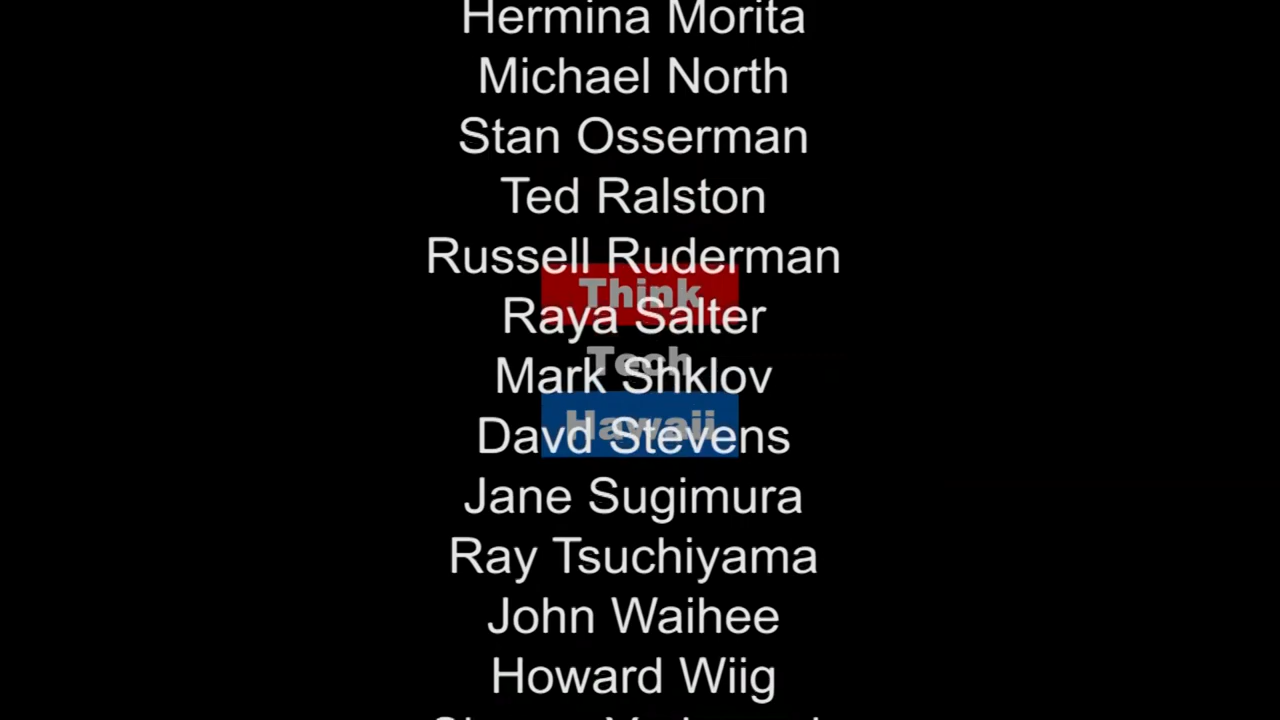 Hermina Morita
Michael North
Stan Osserman
Ted Ralston
Russell Ruderman
Think
Raya Salter
Tech
Mark Shklov
Hawaii
Davd Stevens
Jane Sugimura
Ray Tsuchiyama
John Waihee
Howard Wiig